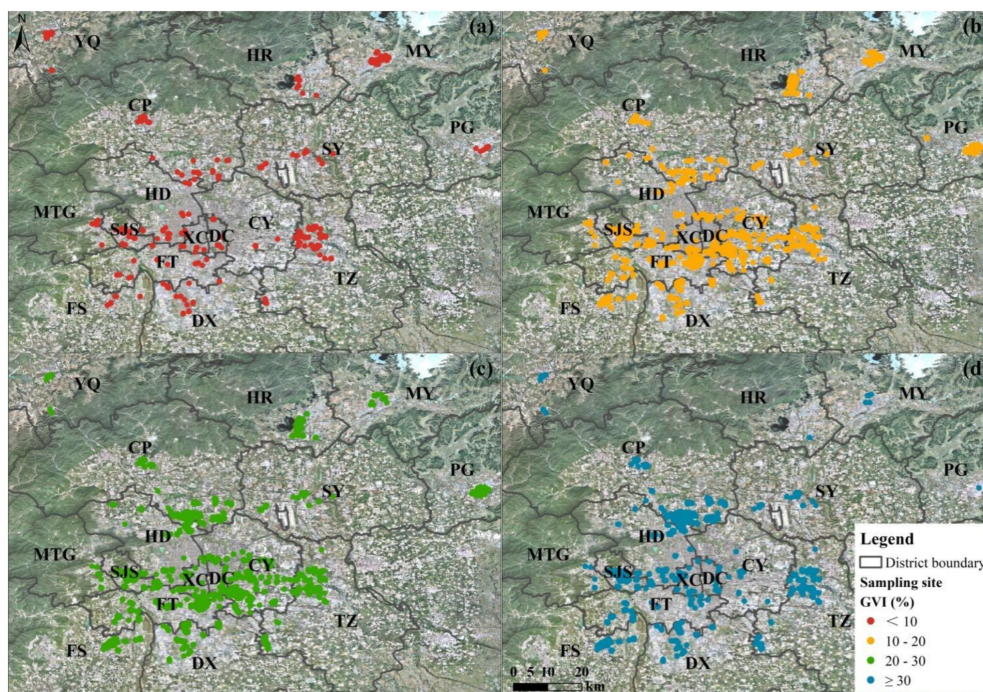 N
(a)
YQ
HR
MY
CP
PG
SY
HD
MTG
SJS
XC
DC
CY
FT
TZ
FS
DX
(b)
YQ
HR
MY
CP
PG
SY
HD
MTG
SJS
XC
DC
CY
FT
TZ
FS
DX
(c)
YQ
HR
MY
CP
PG
SY
HD
MTG
SJS
XC
DC
CY
FT
TZ
FS
DX
(d)
YQ
HR
MY
CP
PG
SY
HD
MTG
SJS
XC
DC
CY
FT
TZ
FS
DX
0 5 10 20
km
Legend
District boundary
Sampling site
GVI (%)
< 10
10 - 20
20 - 30
≥ 30